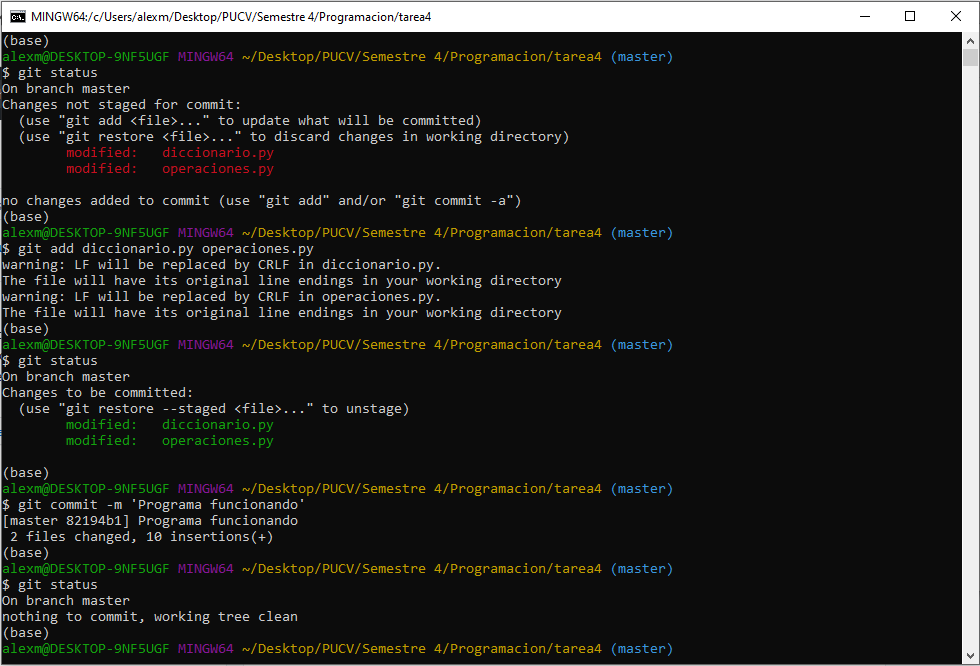 MINGW64:/c/Users/alexm/Desktop/PUCV/Semestre 4/Programacion/tarea4
(base)
alexm@DESKTOP-9NF5UGF MINGW64 ~/Desktop/PUCV/Semestre 4/Programacion/tarea4 (master)
$ git status
On branch master
Changes not staged for commit:
  (use "git add <file>..." to update what will be committed)
  (use "git restore <file>..." to discard changes in working directory)
        modified:   diccionario.py
        modified:   operaciones.py

no changes added to commit (use "git add" and/or "git commit -a")
(base)
alexm@DESKTOP-9NF5UGF MINGW64 ~/Desktop/PUCV/Semestre 4/Programacion/tarea4 (master)
$ git add diccionario.py operaciones.py
warning: LF will be replaced by CRLF in diccionario.py.
The file will have its original line endings in your working directory
warning: LF will be replaced by CRLF in operaciones.py.
The file will have its original line endings in your working directory
(base)
alexm@DESKTOP-9NF5UGF MINGW64 ~/Desktop/PUCV/Semestre 4/Programacion/tarea4 (master)
$ git status
On branch master
Changes to be committed:
  (use "git restore --staged <file>..." to unstage)
        modified:   diccionario.py
        modified:   operaciones.py

(base)
alexm@DESKTOP-9NF5UGF MINGW64 ~/Desktop/PUCV/Semestre 4/Programacion/tarea4 (master)
$ git commit -m 'Programa funcionando'
[master 82194b1] Programa funcionando
 2 files changed, 10 insertions(+)
(base)
alexm@DESKTOP-9NF5UGF MINGW64 ~/Desktop/PUCV/Semestre 4/Programacion/tarea4 (master)
$ git status
On branch master
nothing to commit, working tree clean
(base)
alexm@DESKTOP-9NF5UGF MINGW64 ~/Desktop/PUCV/Semestre 4/Programacion/tarea4 (master)